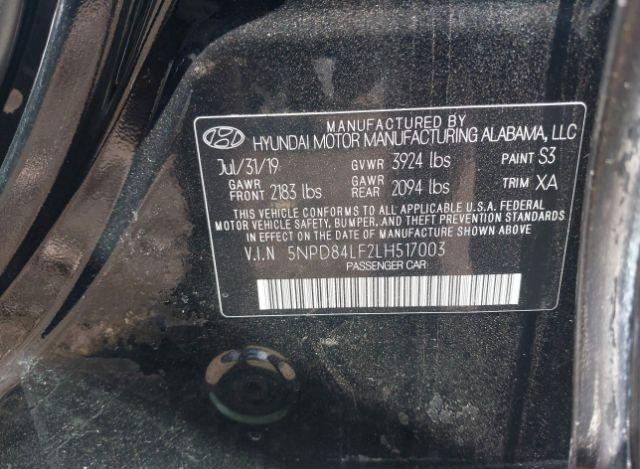 MANUFACTURED BY
HYUNDAI MOTOR MANUFACTURING ALABAMA, LLC
Jul/31/19 GVWR 3924 lbs PAINT S3
GAWR FRONT 2183 lbs GAWR REAR 2094 lbs TRIM XA
THIS VEHICLE CONFORMS TO ALL U.S.A. FEDERAL
MOTOR VEHICLE SAFETY, BUMPER, AND THEFT STANDARDS
IN EFFECT ON THE DATE OF MANUFACTURE SHOWN ABOVE
V.I.N 5NPD84LF2LH517003
PASSENGER CAR